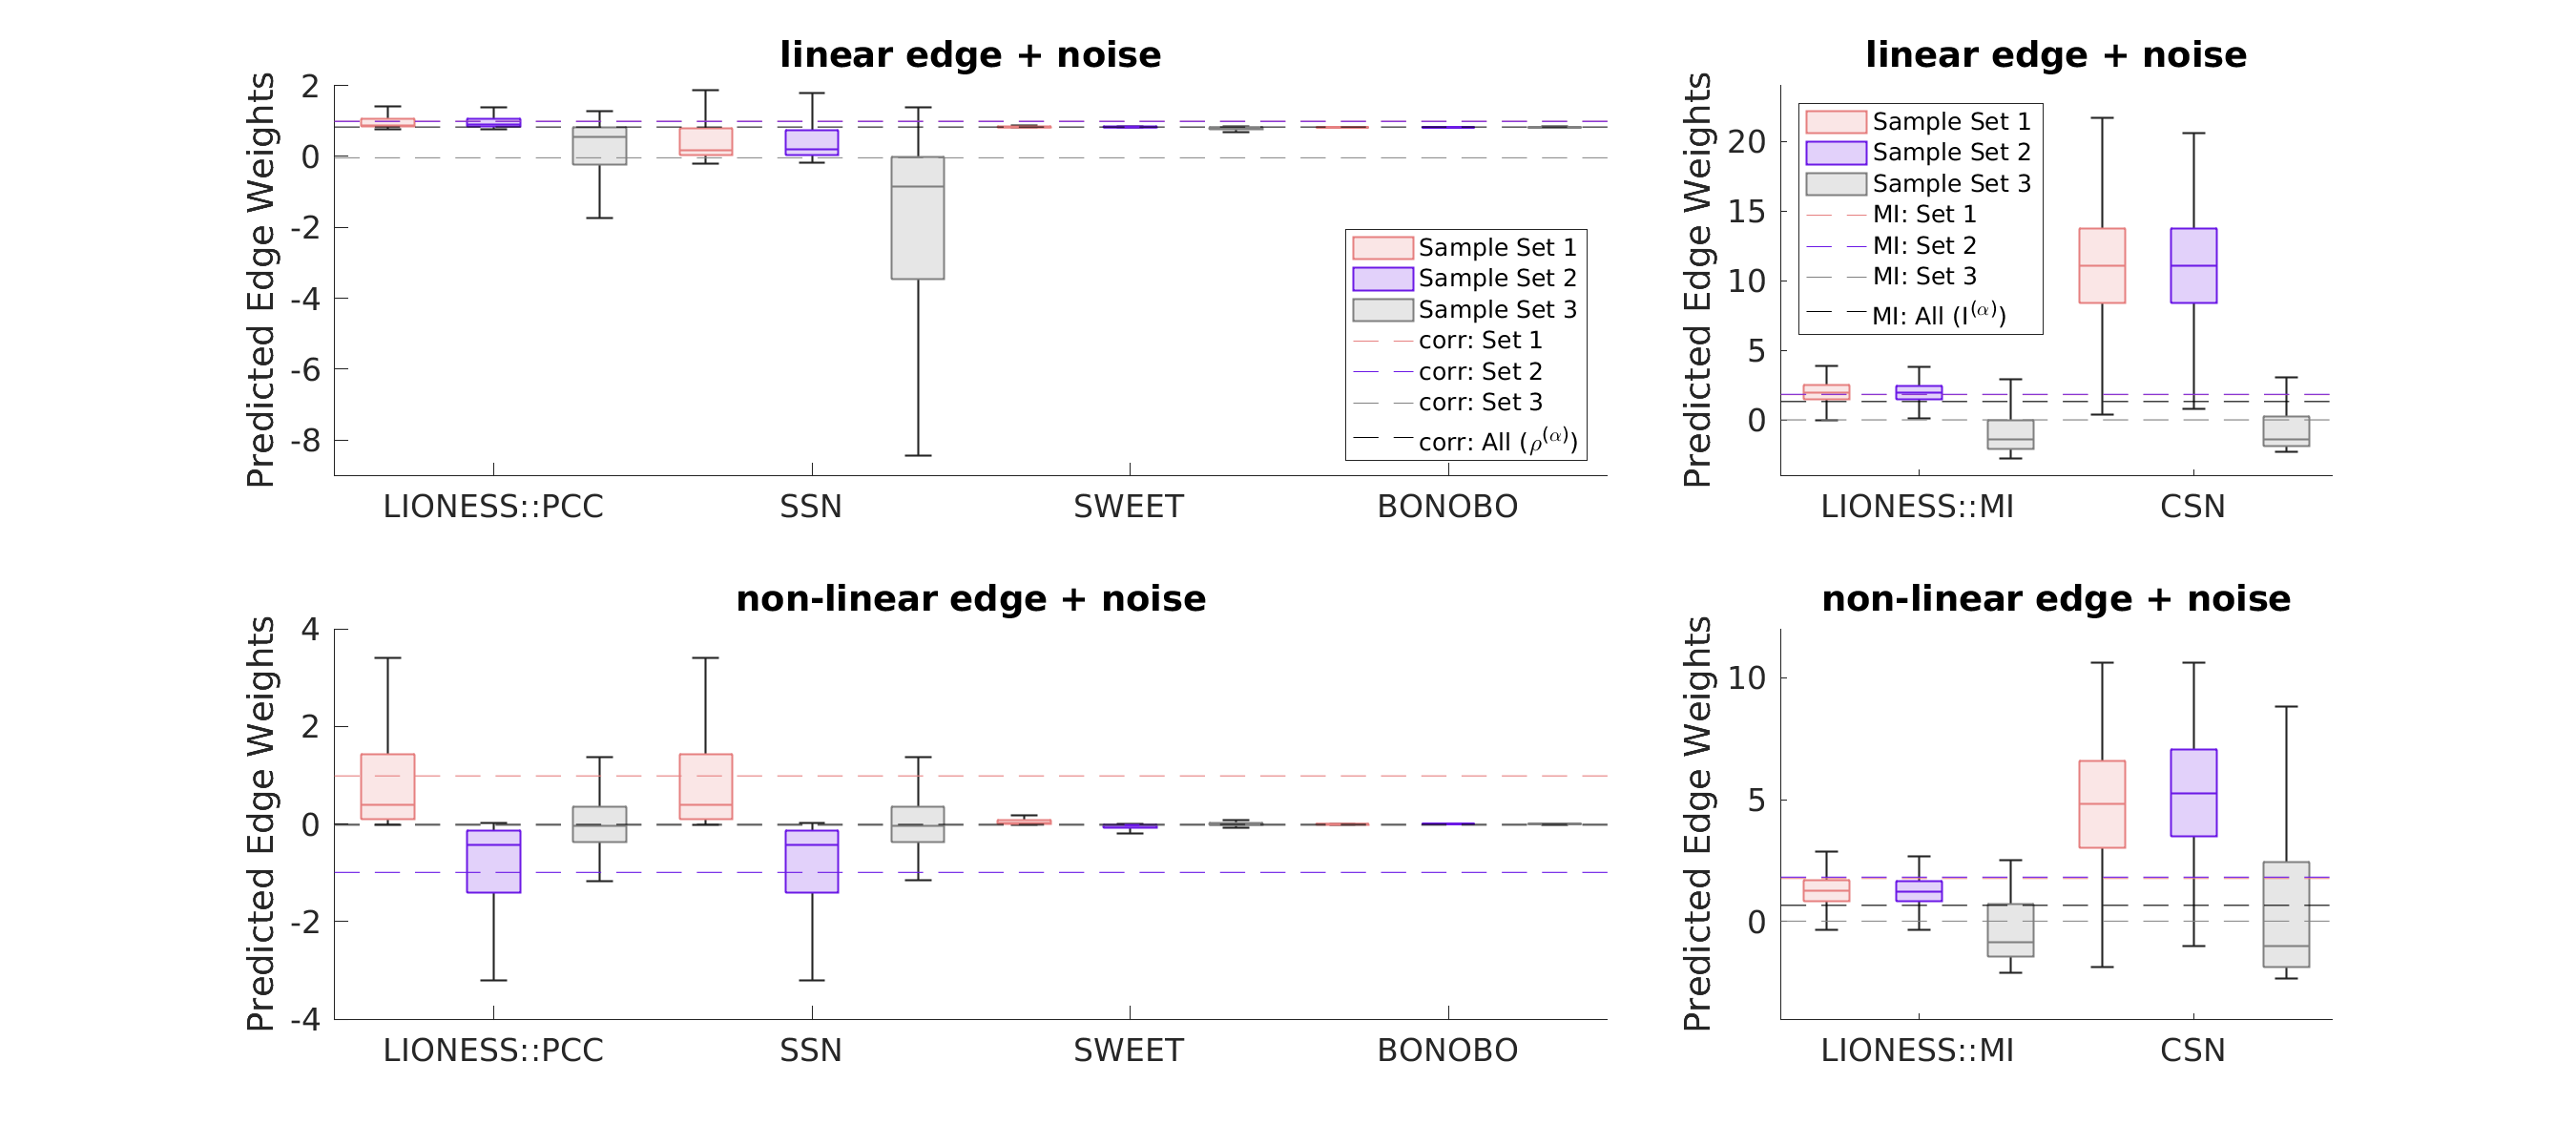 linear edge + noise
Predicted Edge Weights
2
0
-2
-4
-6
-8
Sample Set 1
Sample Set 2
Sample Set 3
corr: Set 1
corr: Set 2
corr: Set 3
corr: All (ρ^(α))
LIONESS::PCC SSN SWEET BONOBO
linear edge + noise
Predicted Edge Weights
20
15
10
5
0
Sample Set 1
Sample Set 2
Sample Set 3
MI: Set 1
MI: Set 2
MI: Set 3
MI: All (I^(α))
LIONESS::MI CSN
non-linear edge + noise
Predicted Edge Weights
4
2
0
-2
-4
LIONESS::PCC SSN SWEET BONOBO
non-linear edge + noise
Predicted Edge Weights
10
5
0
LIONESS::MI CSN